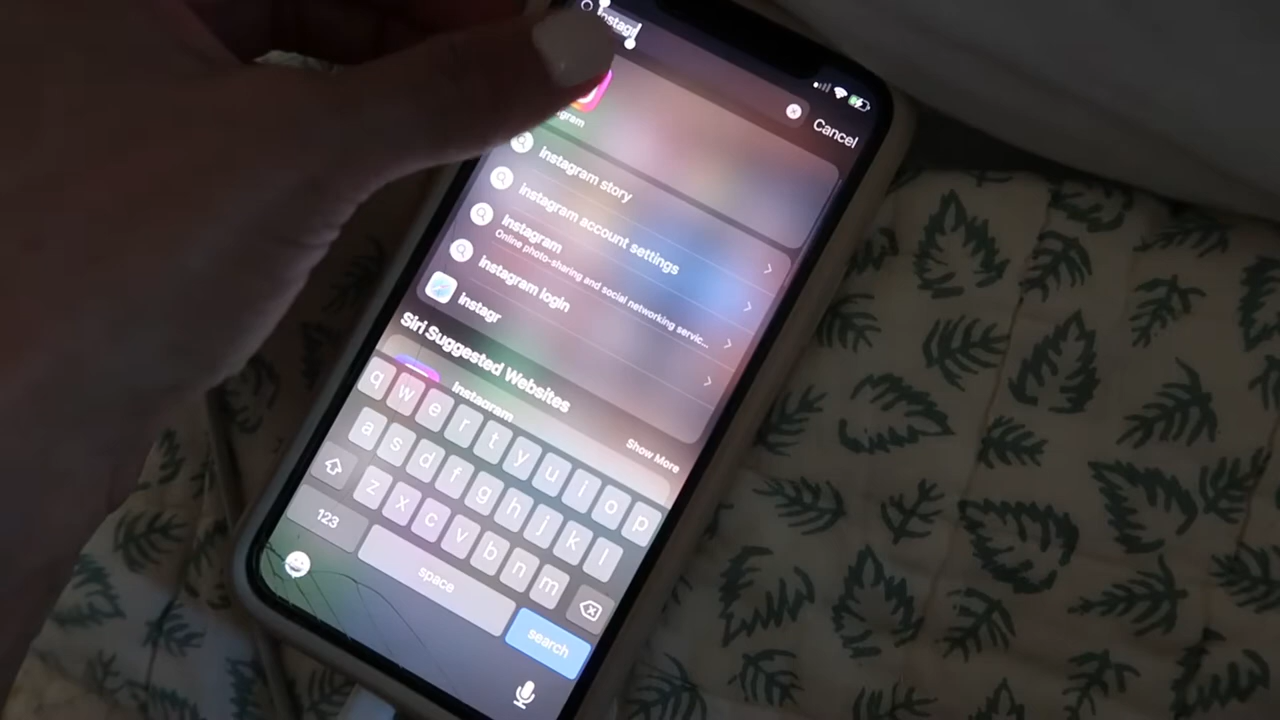 Instagr
Cancel
gram
Instagram story
Instagram account settings
Instagram
Online photo-sharing and social networking servic...
Instagram login
Instagr
Siri Suggested Websites
Instagram
Show More
q w e r t y u i o p
a s d f g h j k l
z x c v b n m
123
space
search